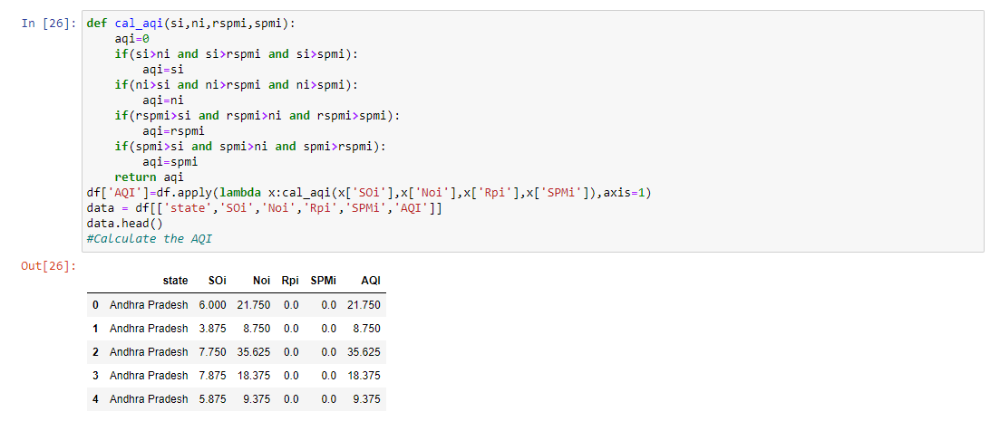 In [26]: def cal_aqi(si,ni,rspmi,spmi):
    aqi=0
    if(si>ni and si>rspmi and si>spmi):
        aqi=si
    if(ni>si and ni>rspmi and ni>spmi):
        aqi=ni
    if(rspmi>si and rspmi>ni and rspmi>spmi):
        aqi=rspmi
    if(spmi>si and spmi>ni and spmi>rspmi):
        aqi=spmi
    return aqi
df['AQI']=df.apply(lambda x:cal_aqi(x['SOi'],x['Noi'],x['Rpi'],x['SPMi']),axis=1)
data = df[['state','SOi','Noi','Rpi','SPMi','AQI']]
data.head()
#Calculate the AQI
Out[26]:
state SOi Noi Rpi SPMi AQI
0 Andhra Pradesh 6.000 21.750 0.0 0.0 21.750
1 Andhra Pradesh 3.875 8.750 0.0 0.0 8.750
2 Andhra Pradesh 7.750 35.625 0.0 0.0 35.625
3 Andhra Pradesh 7.875 18.375 0.0 0.0 18.375
4 Andhra Pradesh 5.875 9.375 0.0 0.0 9.375